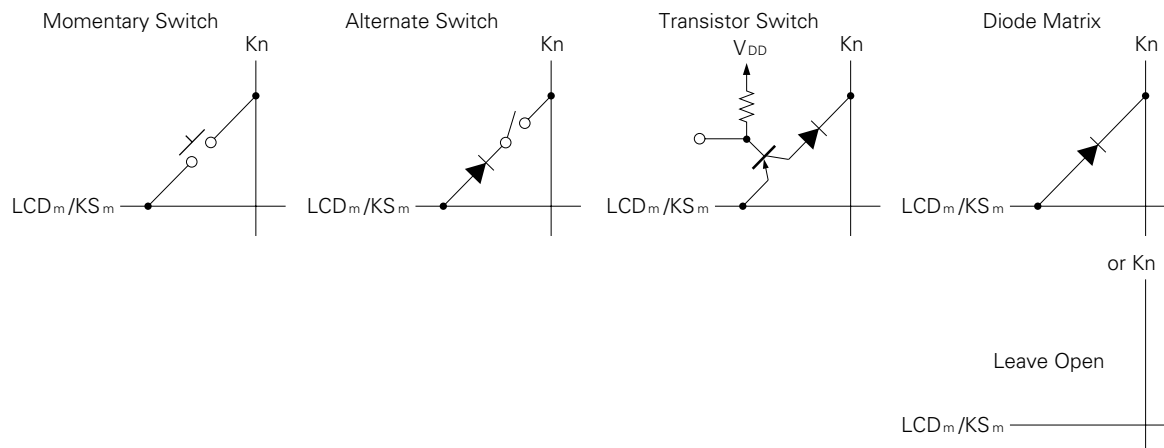 Momentary Switch
Alternate Switch
Transistor Switch
Diode Matrix
Kn
Kn
VDD
Kn
Kn
LCDm/KSm
LCDm/KSm
LCDm/KSm
LCDm/KSm
or Kn
Leave Open
LCDm/KSm